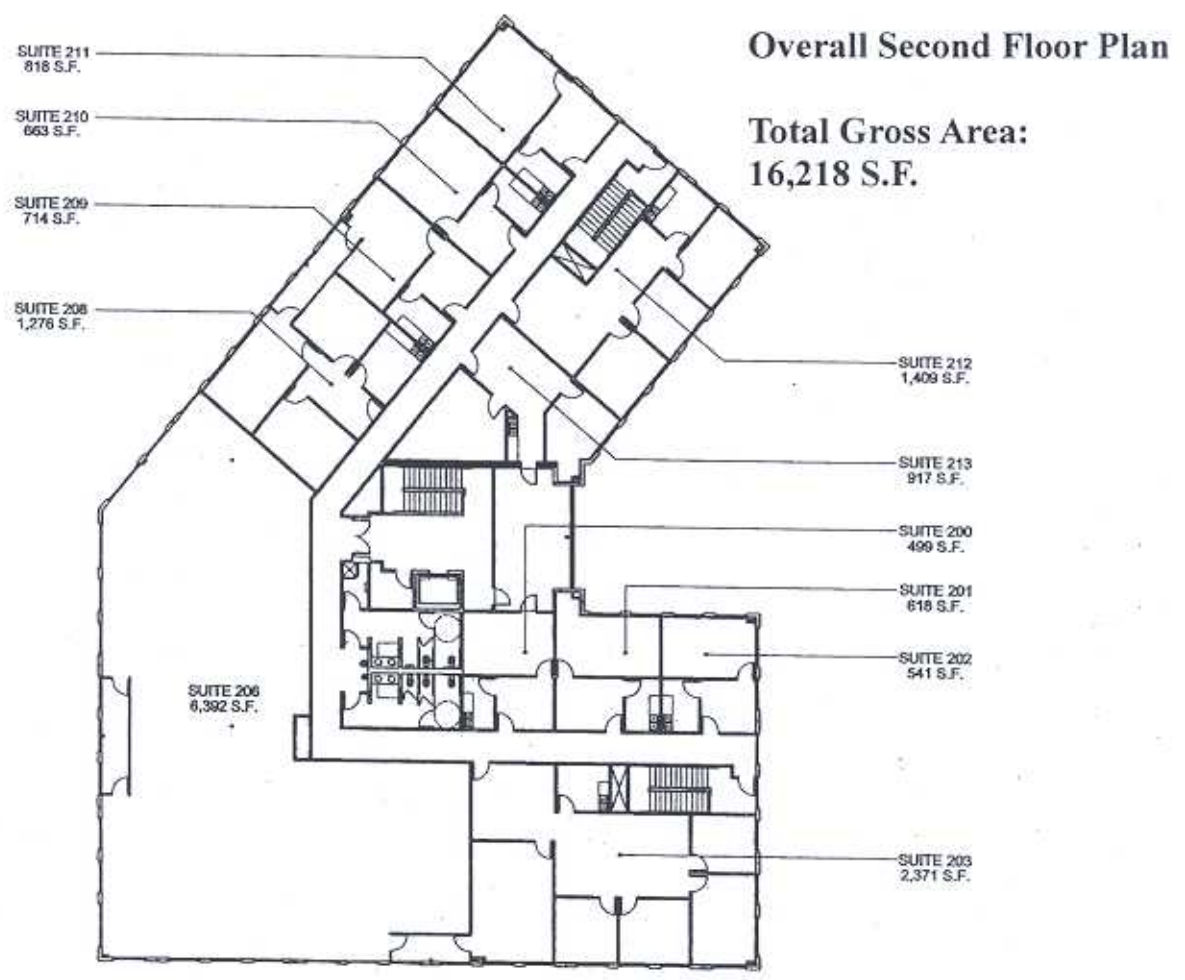 Overall Second Floor Plan
Total Gross Area:
16,218 S.F.
SUITE 211
818 S.F.
SUITE 210
663 S.F.
SUITE 209
714 S.F.
SUITE 208
1,276 S.F.
SUITE 212
1,409 S.F.
SUITE 213
917 S.F.
SUITE 200
499 S.F.
SUITE 201
618 S.F.
SUITE 202
541 S.F.
SUITE 206
6,392 S.F.
SUITE 203
2,371 S.F.